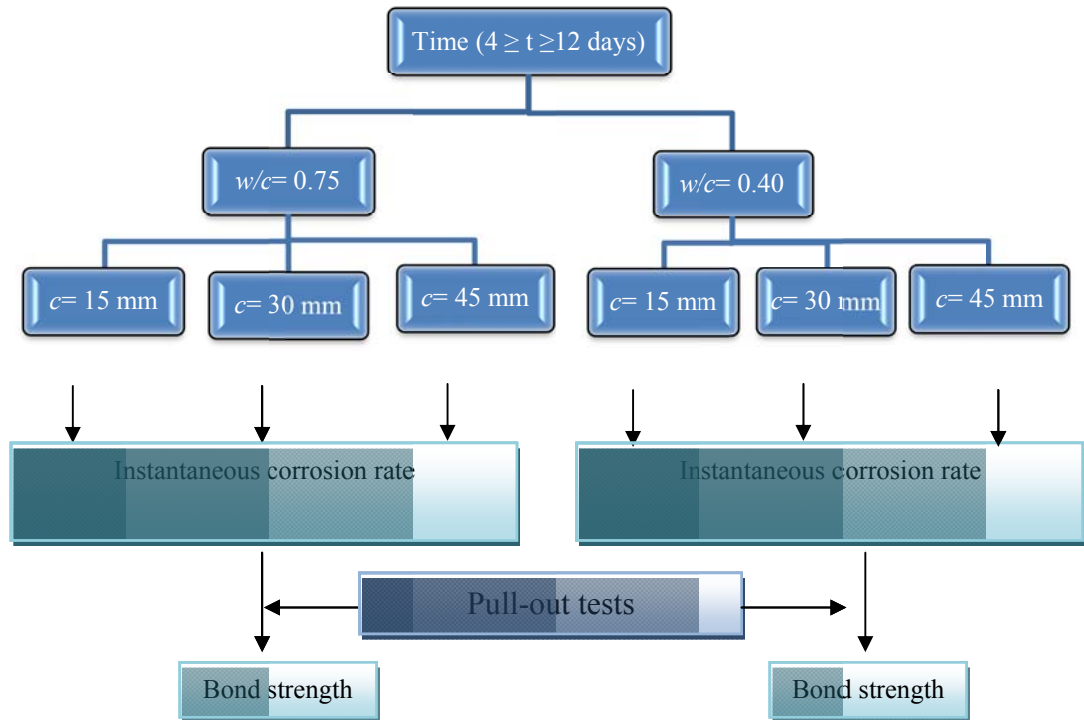 Time (4 ≥ t ≥12 days)
w/c= 0.75
w/c= 0.40
c= 15 mm
c= 30 mm
c= 45 mm
c= 15 mm
c= 30 mm
c= 45 mm
Instantaneous corrosion rate
Instantaneous corrosion rate
Pull-out tests
Bond strength
Bond strength